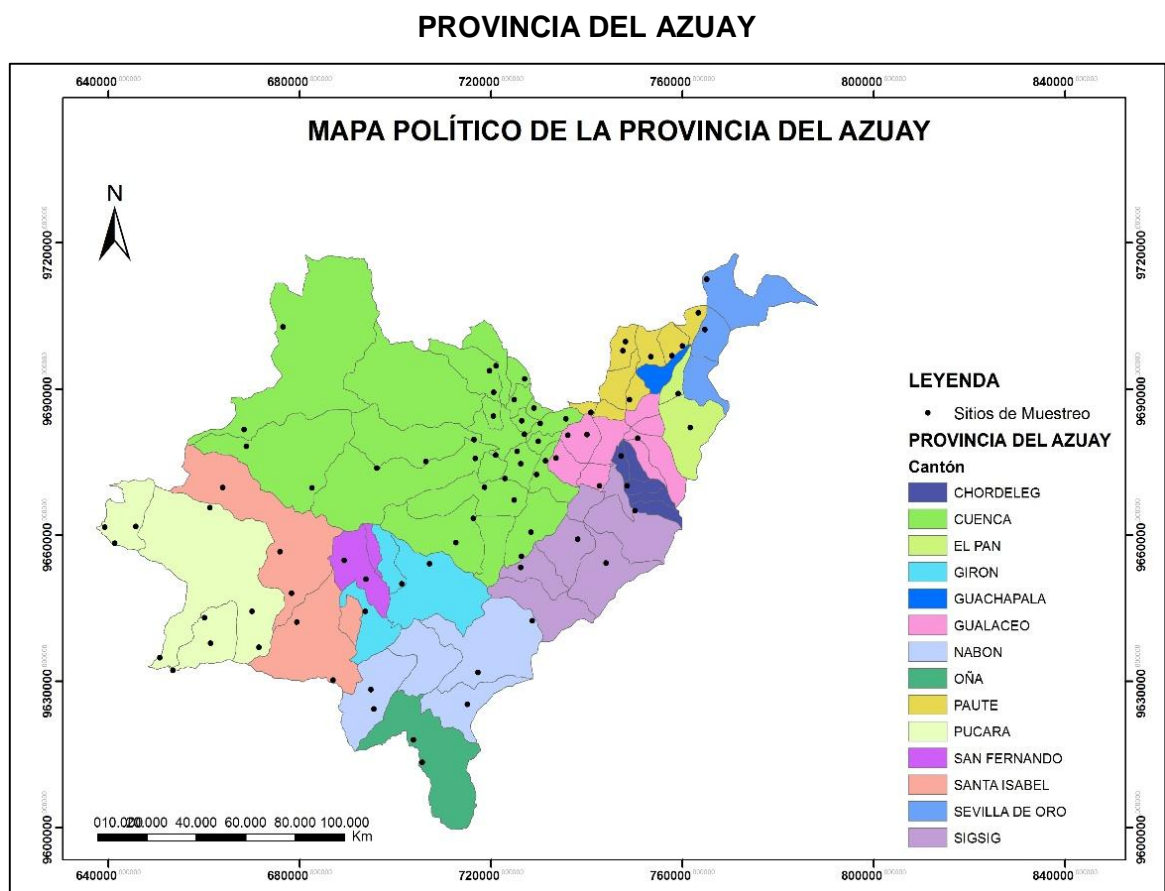 PROVINCIA DEL AZUAY
640000 680000 720000 760000 800000 840000
MAPA POLÍTICO DE LA PROVINCIA DEL AZUAY
N
9720000
9690000
9660000
9630000
9600000
9720000
9690000
9660000
9630000
9600000
LEYENDA
Sitios de Muestreo
PROVINCIA DEL AZUAY
Cantón
CHORDELEG
CUENCA
EL PAN
GIRON
GUACHAPALA
GUALACEO
NABON
OÑA
PAUTE
PUCARA
SAN FERNANDO
SANTA ISABEL
SEVILLA DE ORO
SIGSIG
40.000 60.000 80.000 100.000
Km
640000 680000 720000 760000 800000 840000